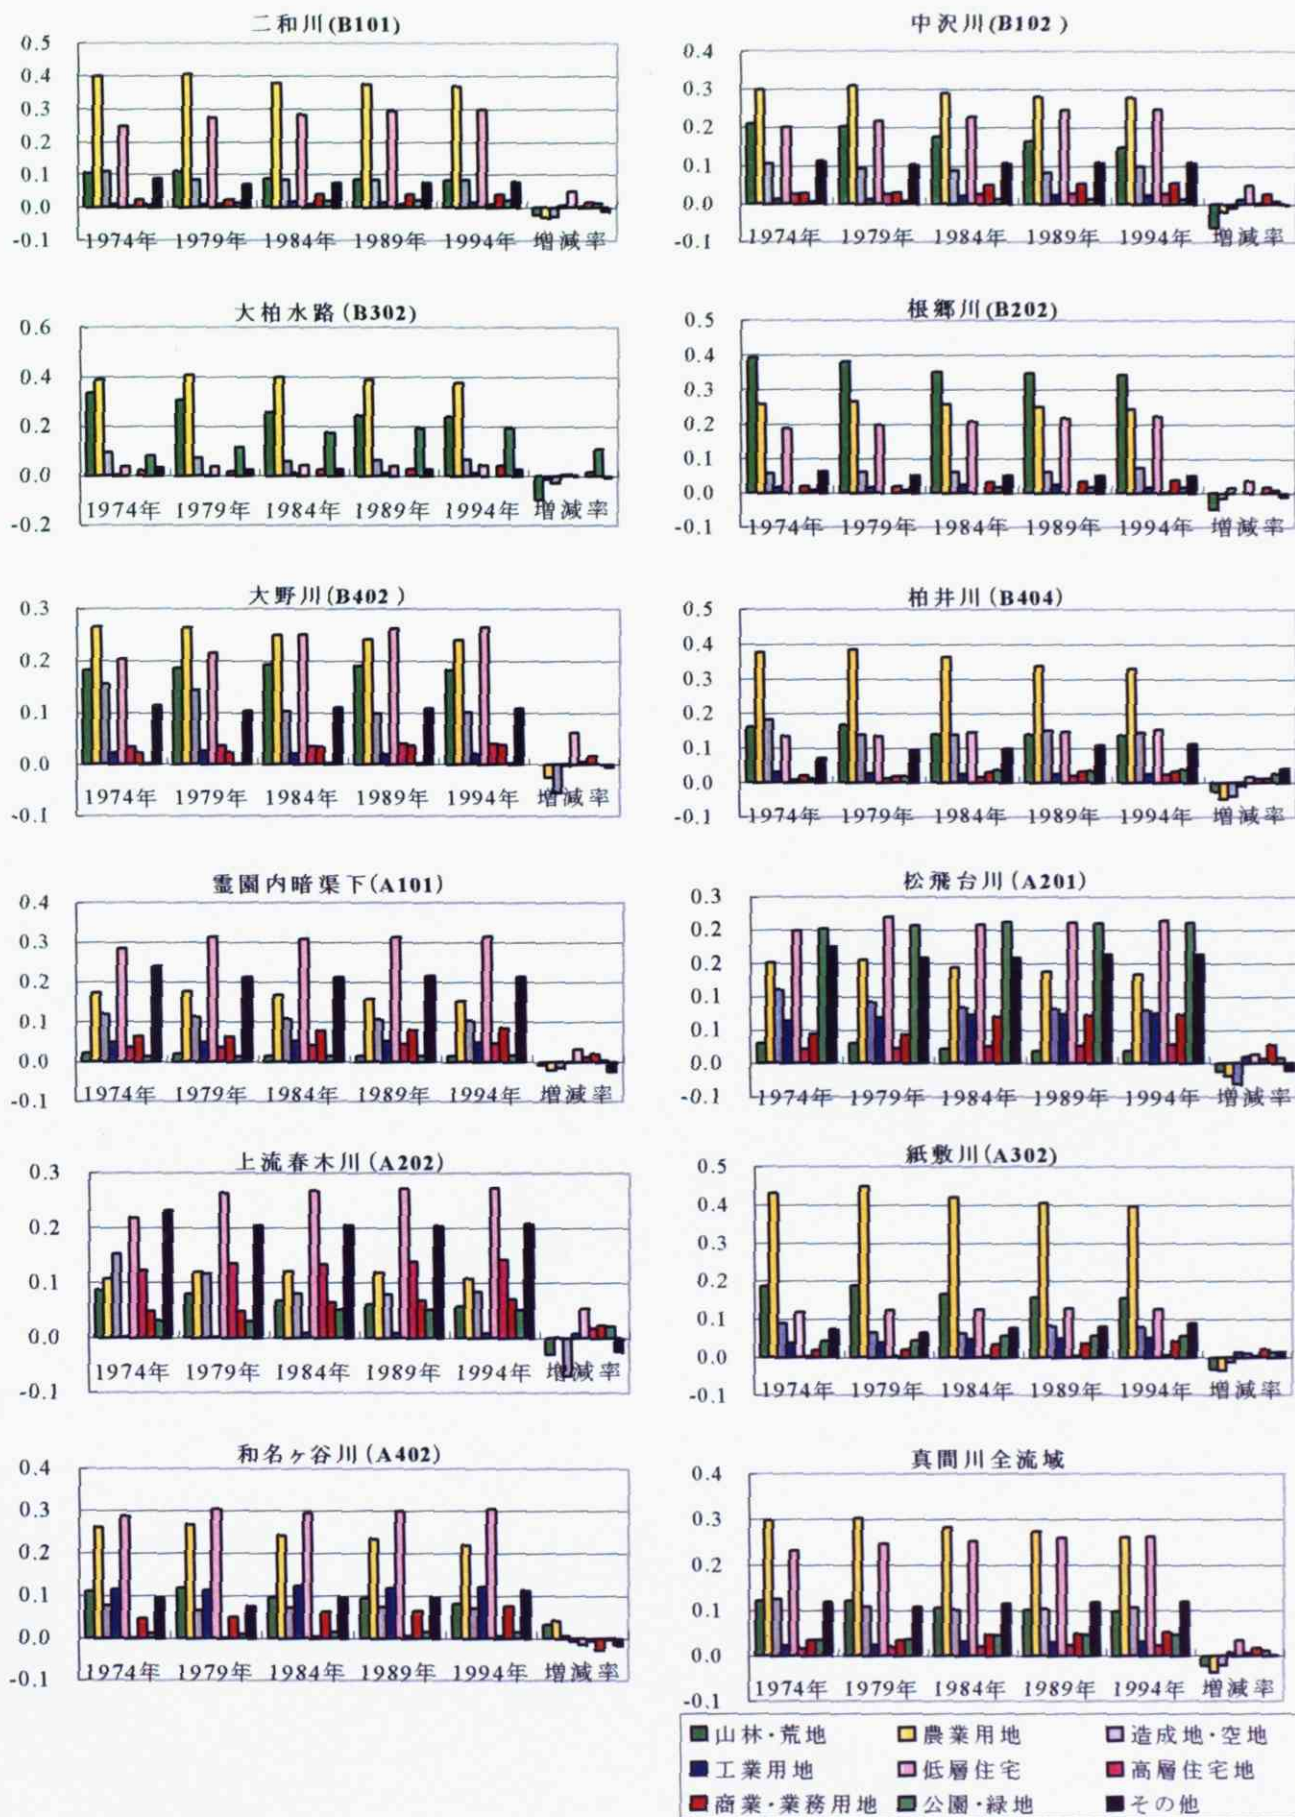 二和川(B101)
0.5
0.4
0.3
0.2
0.1
0.0
-0.1
1974年 1979年 1984年 1989年 1994年 増減率
中沢川(B102)
0.4
0.3
0.2
0.1
0.0
-0.1
1974年 1979年 1984年 1989年 1994年 増減率
大柏水路(B302)
0.6
0.4
0.2
0.0
-0.2
1974年 1979年 1984年 1989年 1994年 増減率
根郷川(B202)
0.5
0.4
0.3
0.2
0.1
0.0
-0.1
1974年 1979年 1984年 1989年 1994年 増減率
大野川(B402)
0.3
0.2
0.1
0.0
-0.1
1974年 1979年 1984年 1989年 1994年 増減率
柏井川(B404)
0.5
0.4
0.3
0.2
0.1
0.0
-0.1
1974年 1979年 1984年 1989年 1994年 増減率
霊園内暗渠下(A101)
0.4
0.3
0.2
0.1
0.0
-0.1
1974年 1979年 1984年 1989年 1994年 増減率
松飛台川(A201)
0.3
0.2
0.2
0.1
0.1
0.0
-0.1
1974年 1979年 1984年 1989年 1994年 増減率
上流春木川(A202)
0.3
0.2
0.1
0.0
-0.1
1974年 1979年 1984年 1989年 1994年 増減率
紙敷川(A302)
0.5
0.4
0.3
0.2
0.1
0.0
-0.1
1974年 1979年 1984年 1989年 1994年 増減率
和名ヶ谷川(A402)
0.4
0.3
0.2
0.1
0.0
-0.1
1974年 1979年 1984年 1989年 1994年 増減率
真間川全流域
0.4
0.3
0.2
0.1
0.0
-0.1
1974年 1979年 1984年 1989年 1994年 増減率
山林・荒地 農業用地 造成地・空地
工業用地 低層住宅 高層住宅地
商業・業務用地 公園・緑地 その他